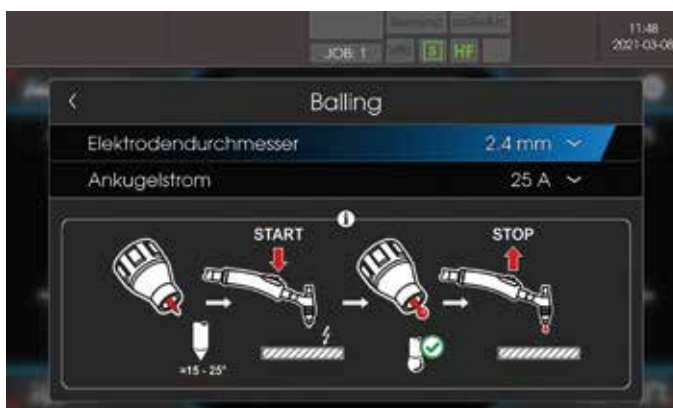 11:48
JOB: 1
S
HF
2021-03-08
Balling
Elektrodendurchmesser 2.4 mm
Ankugelstrom 25 A
i
START
STOP
≈15 - 25°